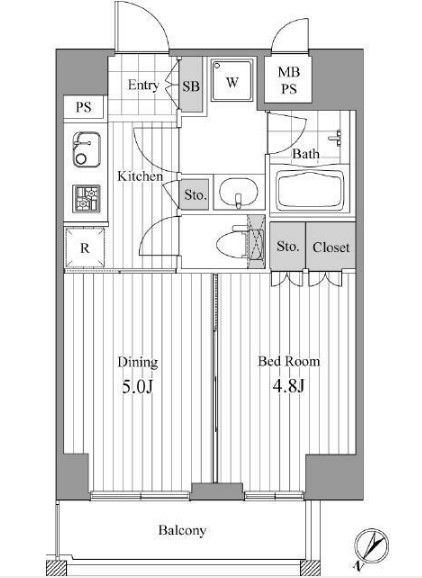 Entry
SB
W
MB
PS
PS
Kitchen
Bath
Sto.
R
Sto.
Closet
Dining
5.0J
Bed Room
4.8J
Balcony
N